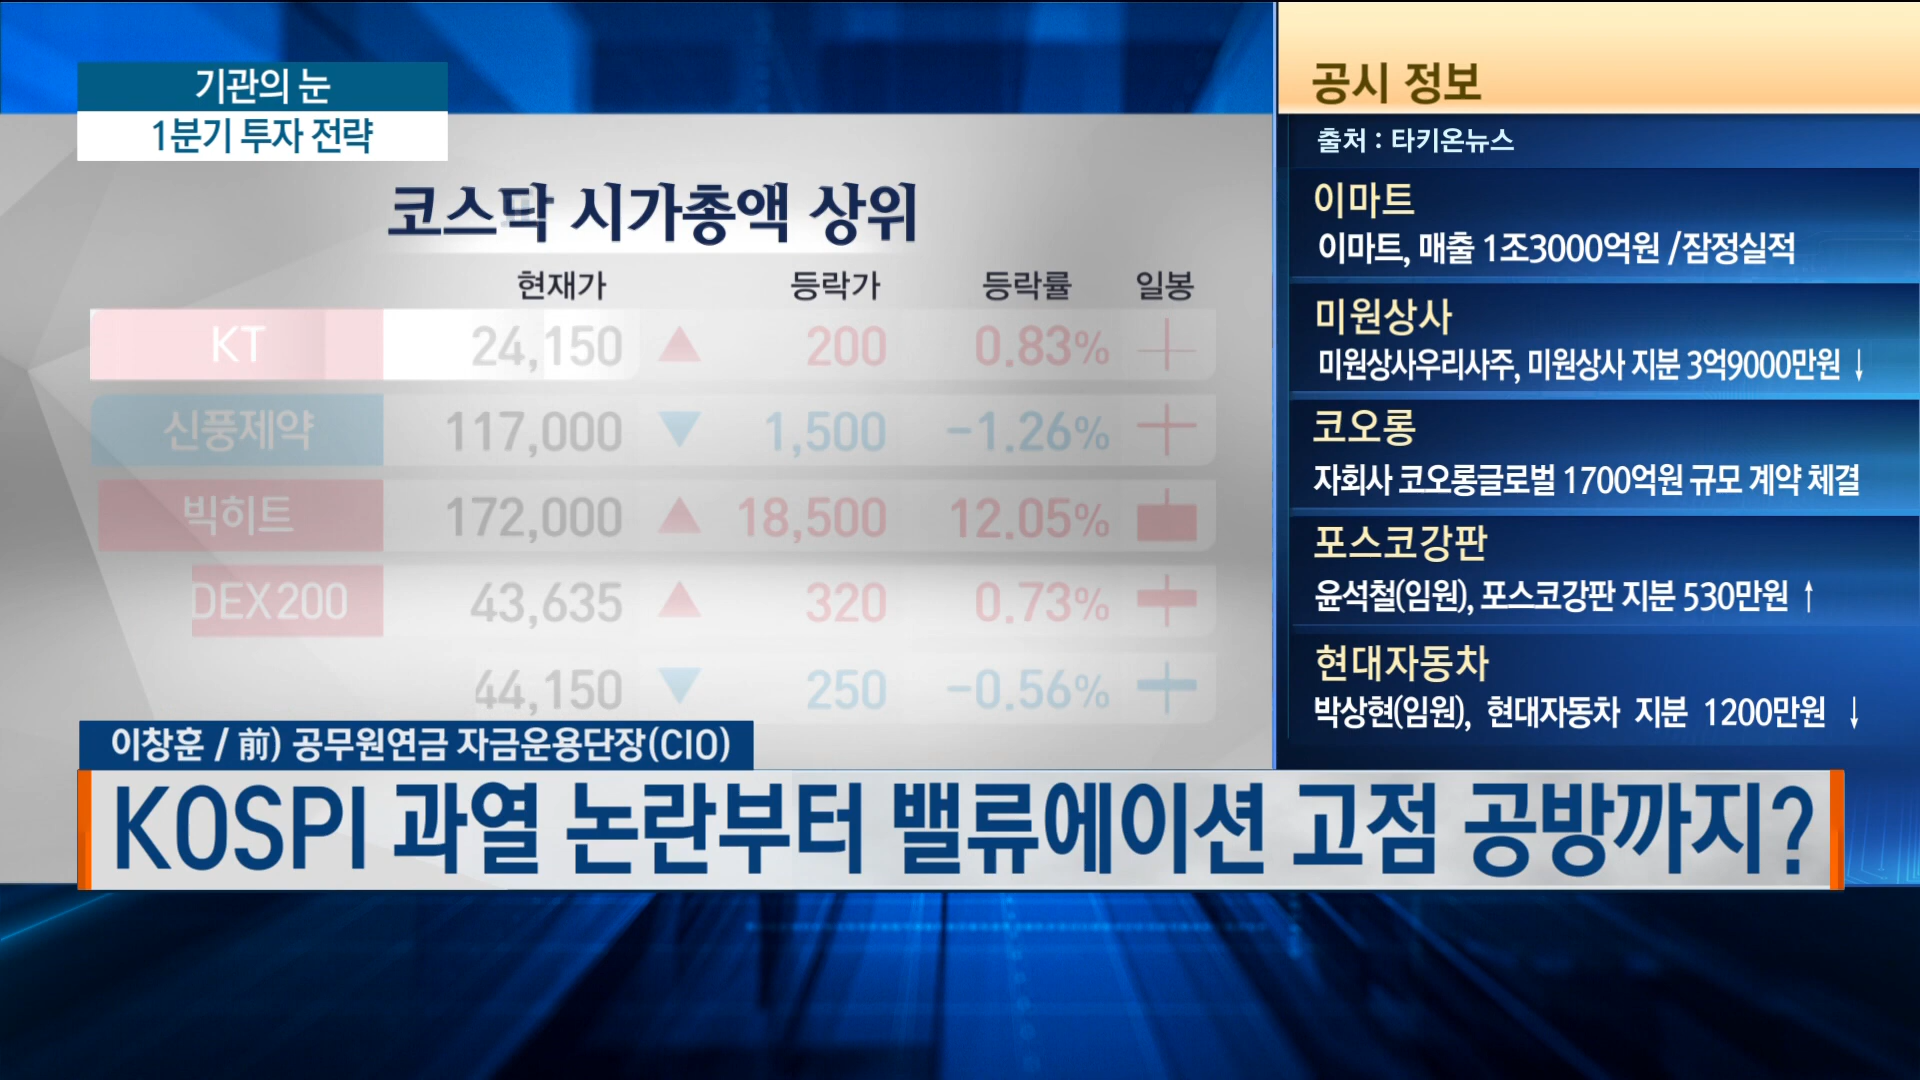 기관의 눈
1분기 투자 전략
코스닥 시가총액 상위
현재가 등락가 등락률 일봉
KT 24,150 ▲ 200 0.83%
신풍제약 117,000 ▼ 1,500 -1.26%
빅히트 172,000 ▲ 18,500 12.05%
DEX200 43,635 ▲ 320 0.73%
44,150 ▼ 250 -0.56%
공시 정보
출처 : 타키온뉴스
이마트
이마트, 매출 1조3000억원 /잠정실적
미원상사
미원상사우리사주, 미원상사 지분 3억9000만원 ↓
코오롱
자회사 코오롱글로벌 1700억원 규모 계약 체결
포스코강판
윤석철(임원), 포스코강판 지분 530만원 ↑
현대자동차
박상현(임원), 현대자동차 지분 1200만원 ↓
이창훈 / 前) 공무원연금 자금운용단장(CIO)
KOSPI 과열 논란부터 밸류에이션 고점 공방까지?